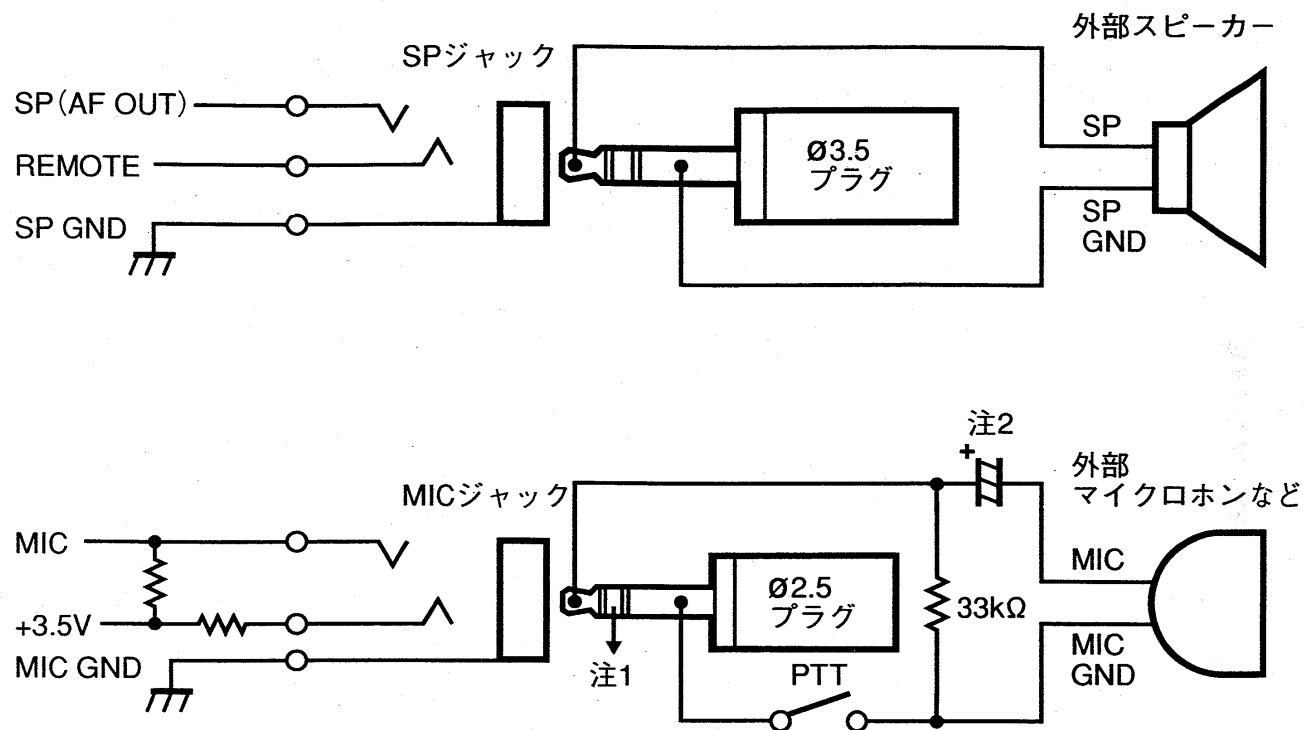 外部スピーカー
SPジャック
SP(AF OUT)
REMOTE
SP GND
Ø3.5
プラグ
SP
SP
GND
注2
+
外部
マイクロホンなど
MICジャック
MIC
+3.5V
MIC GND
Ø2.5
プラグ
注1
PTT
33kΩ
MIC
MIC
GND